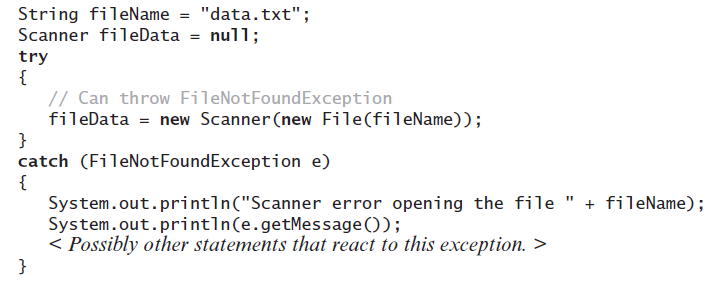 String fileName = "data.txt";
Scanner fileData = null;
try
{
   // Can throw FileNotFoundException
   fileData = new Scanner(new File(fileName));
}
catch (FileNotFoundException e)
{
   System.out.println("Scanner error opening the file " + fileName);
   System.out.println(e.getMessage());
   < Possibly other statements that react to this exception. >
}